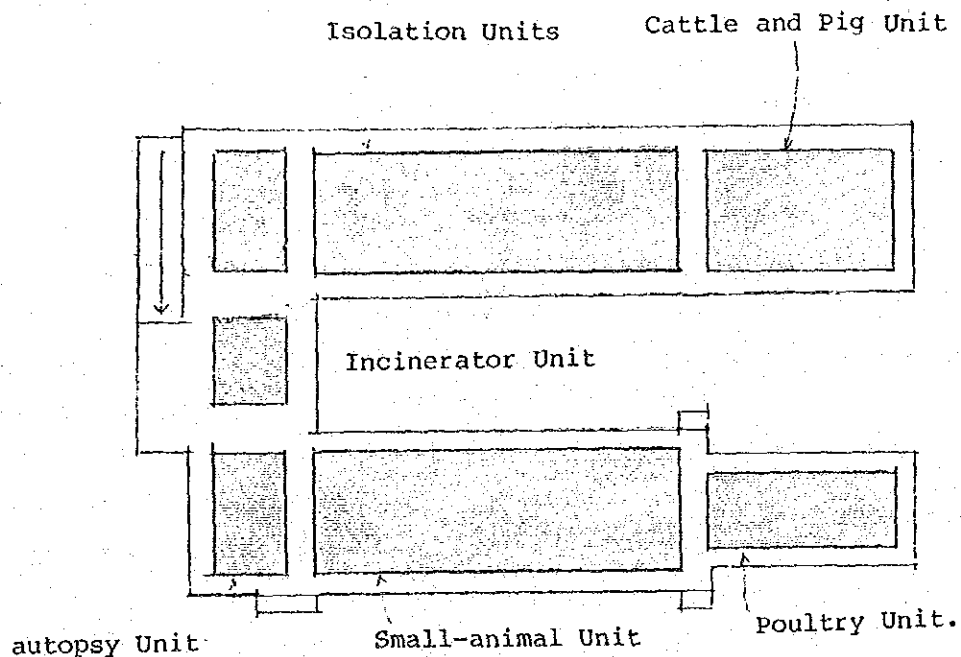 Isolation Units
Cattle and Pig Unit
Incinerator Unit
autopsy Unit
Small-animal Unit
Poultry Unit.